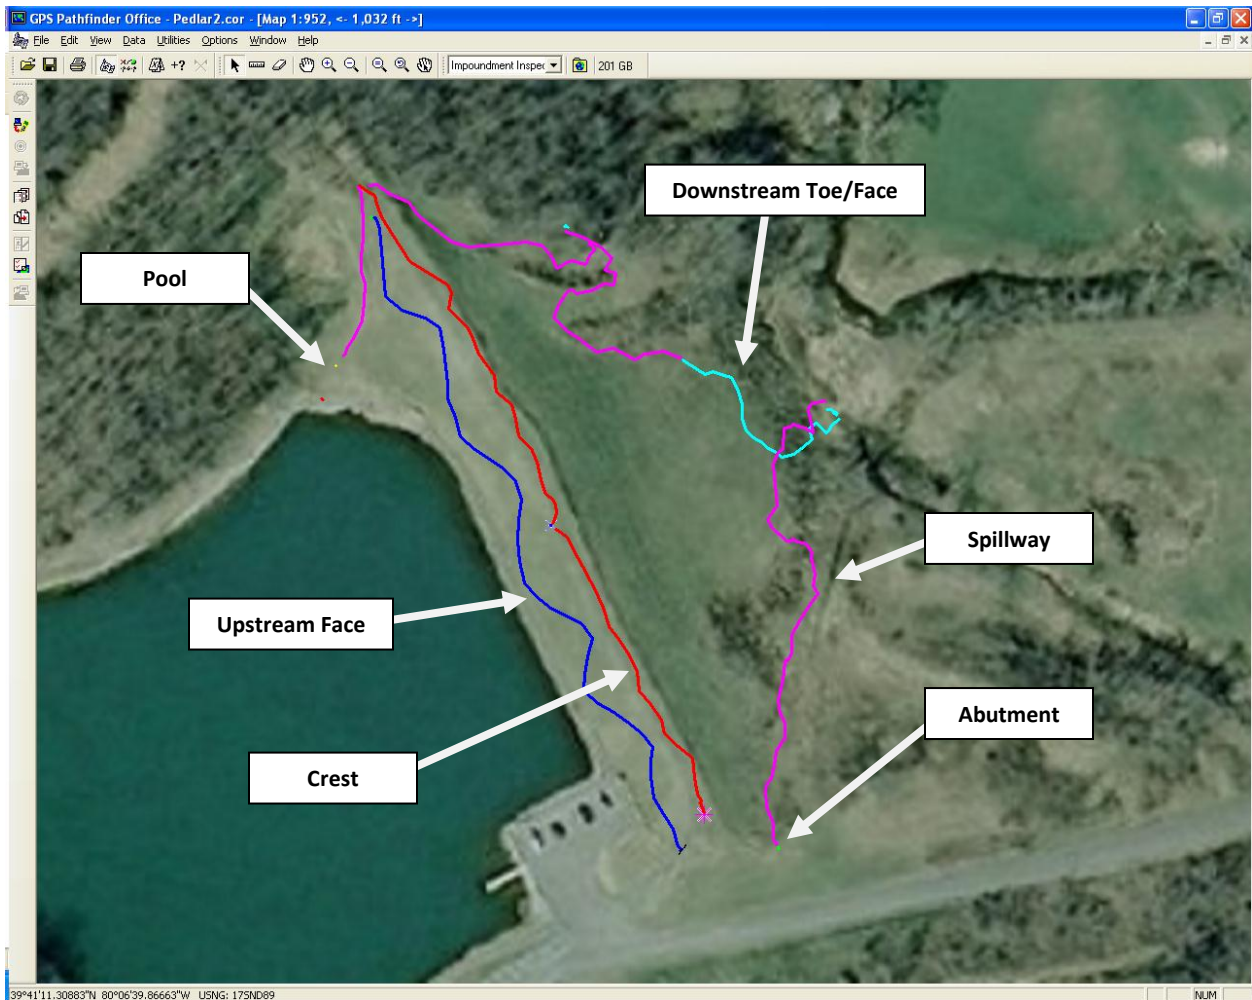 GPS Pathfinder Office - Pedlar2.cor - [Map 1:952, <- 1,032 ft ->]
File Edit View Data Utilities Options Window Help
+? Impoundment Inspec 201 GB
Downstream Toe/Face
Pool
Spillway
Upstream Face
Abutment
Crest
39°41'11.30883"N 80°06'39.86663"W USNG: 17SND89 NUM